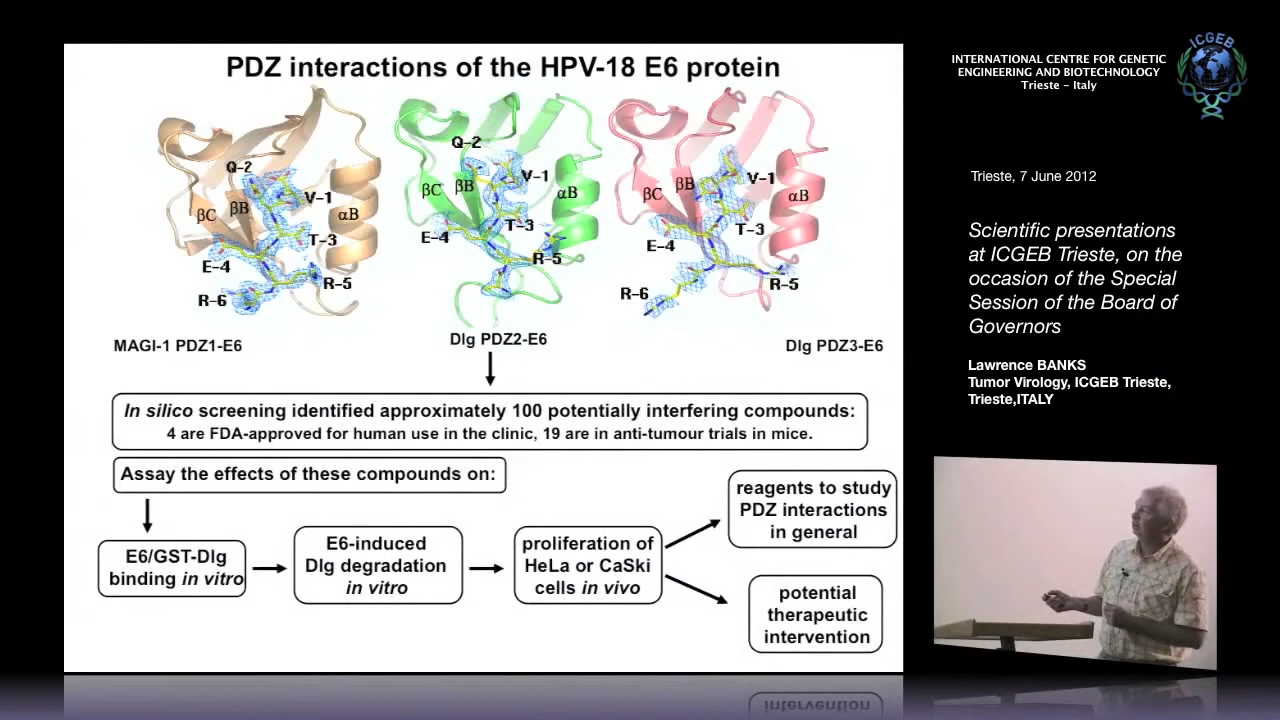 PDZ interactions of the HPV-18 E6 protein
Q-2
βC
βB
V-1
αB
T-3
E-4
R-5
R-6
Q-2
βC
βB
V-1
αB
T-3
E-4
R-5
βC
βB
V-1
αB
T-3
E-4
R-6
R-5
MAGI-1 PDZ1-E6
Dlg PDZ2-E6
Dlg PDZ3-E6
In silico screening identified approximately 100 potentially interfering compounds:
4 are FDA-approved for human use in the clinic, 19 are in anti-tumour trials in mice.
Assay the effects of these compounds on:
E6/GST-Dlg
binding in vitro
E6-induced
Dlg degradation
in vitro
proliferation of
HeLa or CaSki
cells in vivo
reagents to study
PDZ interactions
in general
potential
therapeutic
intervention
INTERNATIONAL CENTRE FOR GENETIC
ENGINEERING AND BIOTECHNOLOGY
Trieste - Italy
ICGEB
Trieste, 7 June 2012
Scientific presentations
at ICGEB Trieste, on the
occasion of the Special
Session of the Board of
Governors
Lawrence BANKS
Tumor Virology, ICGEB Trieste,
Trieste,ITALY
intervention